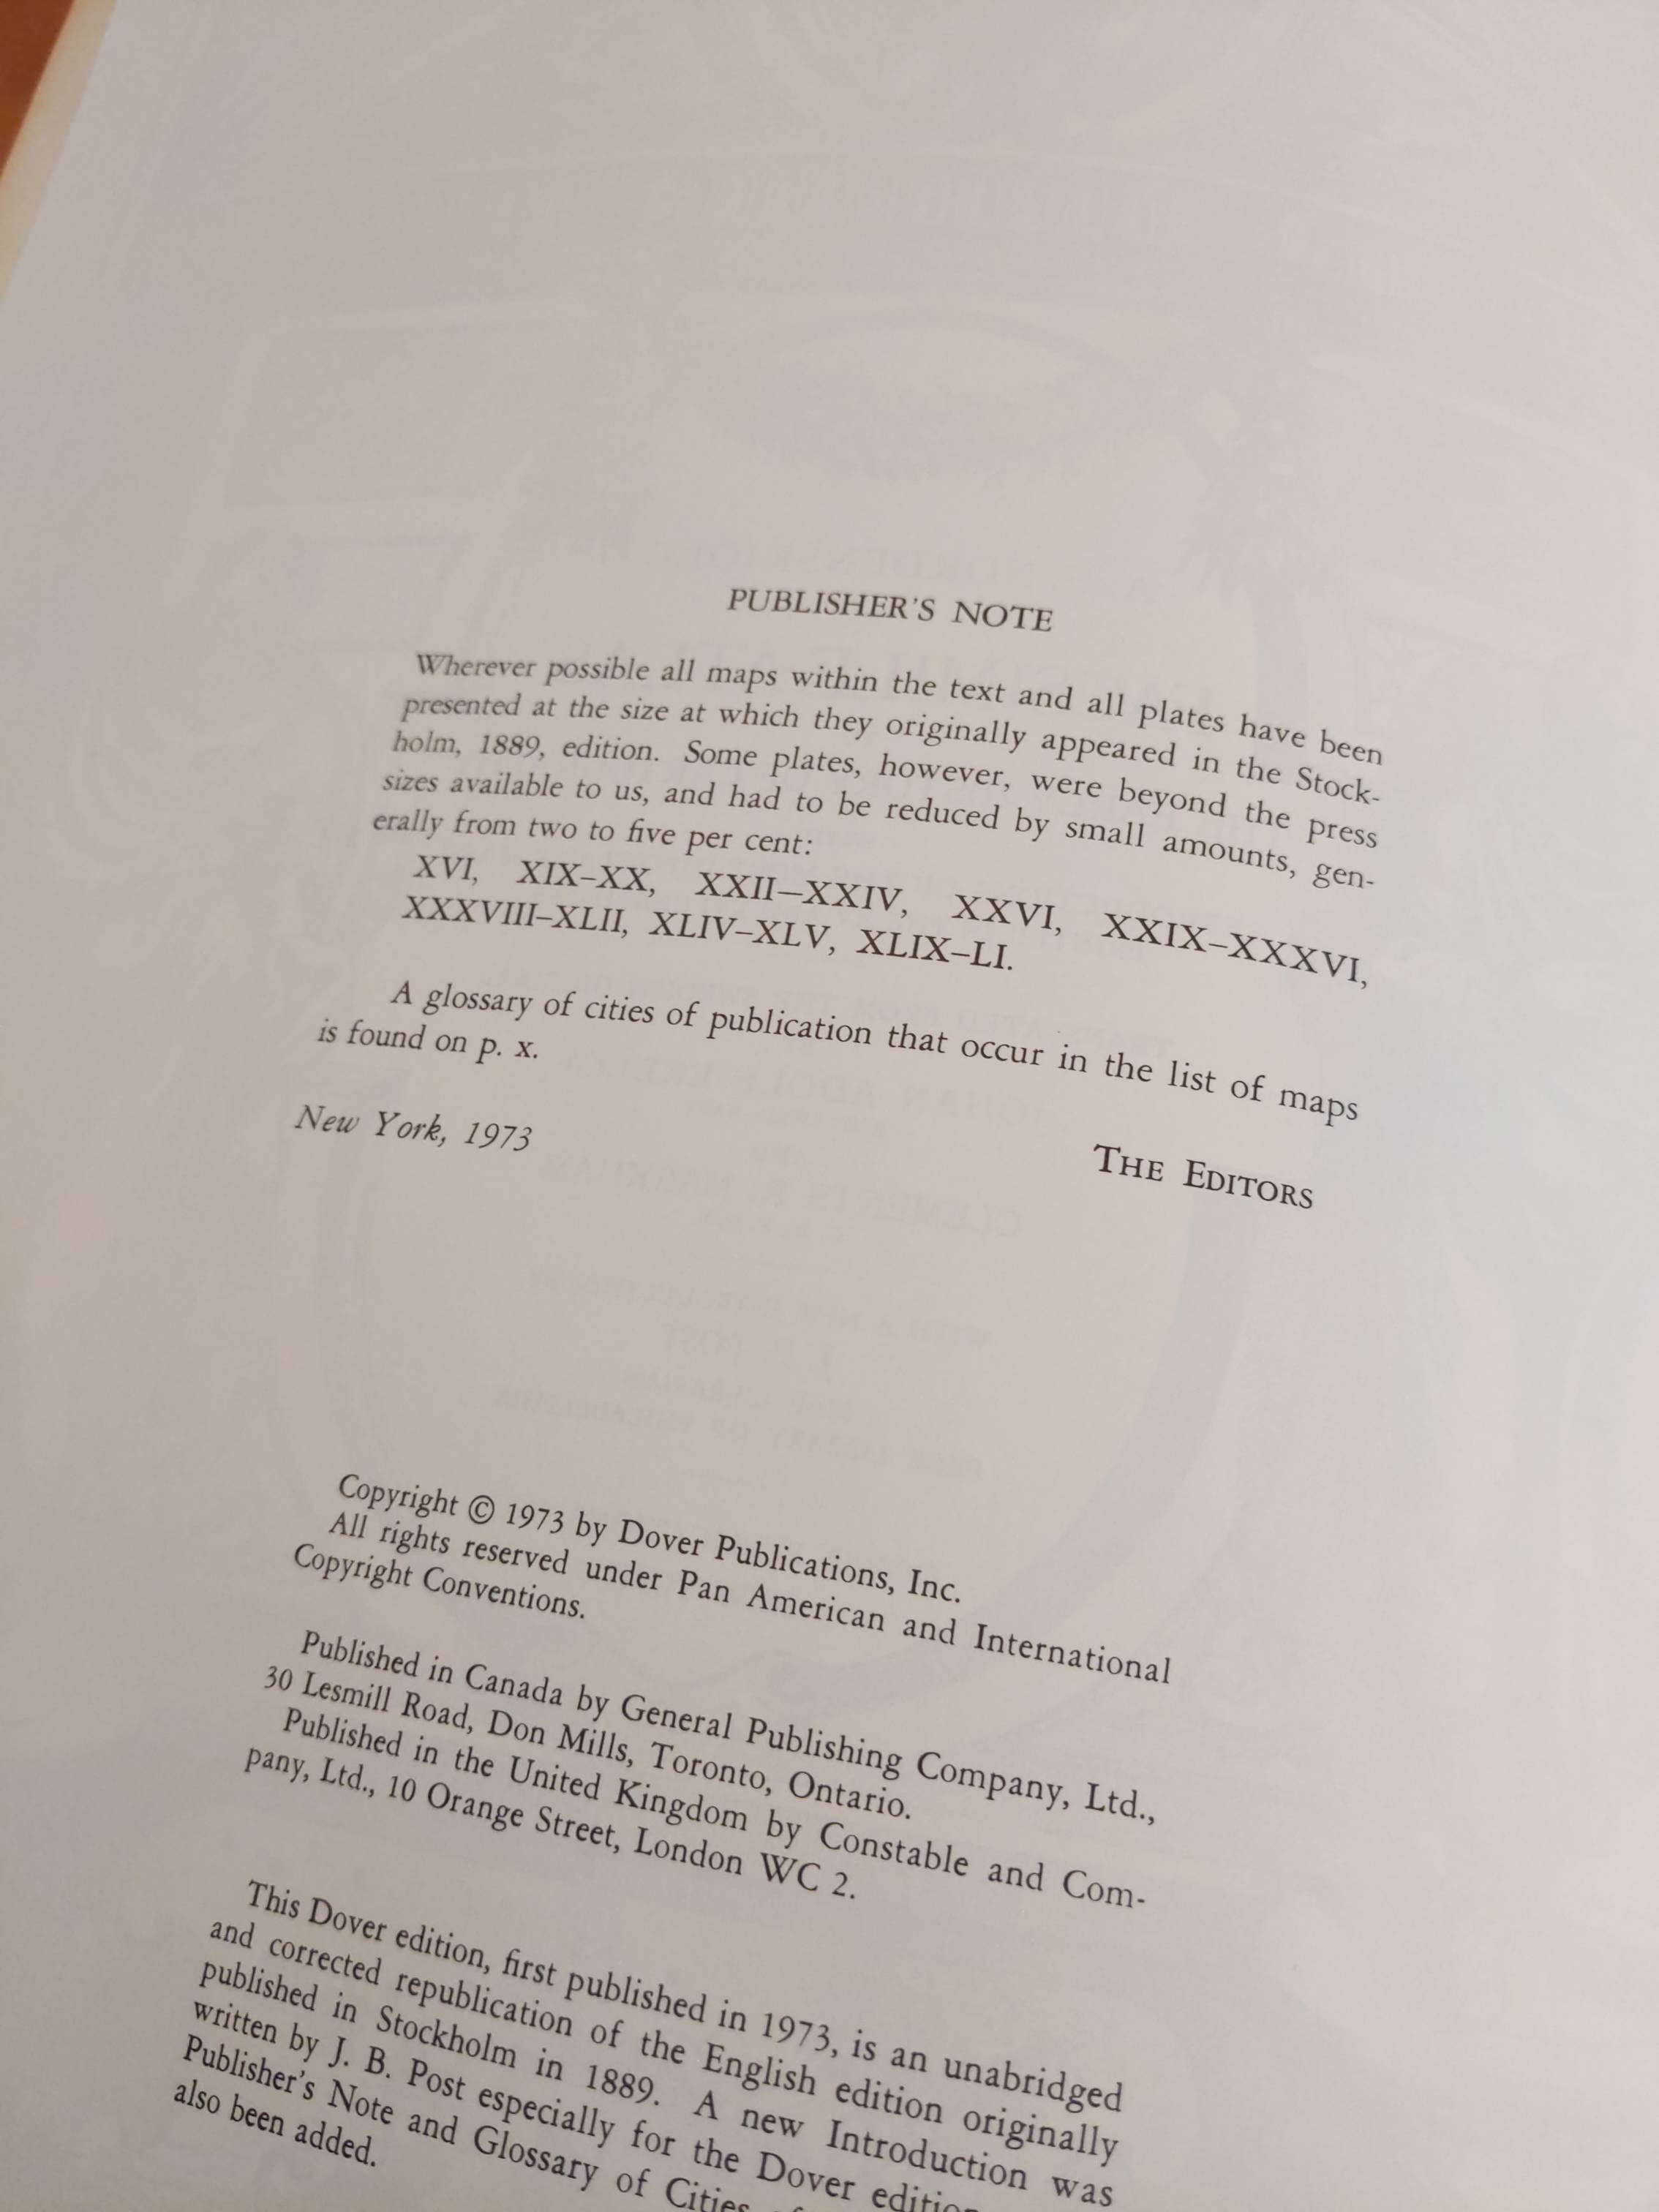 PUBLISHER'S NOTE
Wherever possible all maps within the text and all plates have been
presented at the size at which they originally appeared in the Stock-
holm, 1889, edition. Some plates, however, were beyond the press
sizes available to us, and had to be reduced by small amounts, gen-
erally from two to five per cent:
XVI, XIX–XX, XXII—XXIV, XXVI, XXIX–XXXVI,
XXXVIII–XLII, XLIV–XLV, XLIX–LI.
A glossary of cities of publication that occur in the list of maps
is found on p. x.
New York, 1973
THE EDITORS
Copyright © 1973 by Dover Publications, Inc.
All rights reserved under Pan American and International
Copyright Conventions.
Published in Canada by General Publishing Company, Ltd.,
30 Lesmill Road, Don Mills, Toronto, Ontario.
Published in the United Kingdom by Constable and Com-
pany, Ltd., 10 Orange Street, London WC 2.
This Dover edition, first published in 1973, is an unabridged
and corrected republication of the English edition originally
published in Stockholm in 1889. A new Introduction was
written by J. B. Post especially for the Dover
Publisher's Note and Glossary of Cities
also been added.